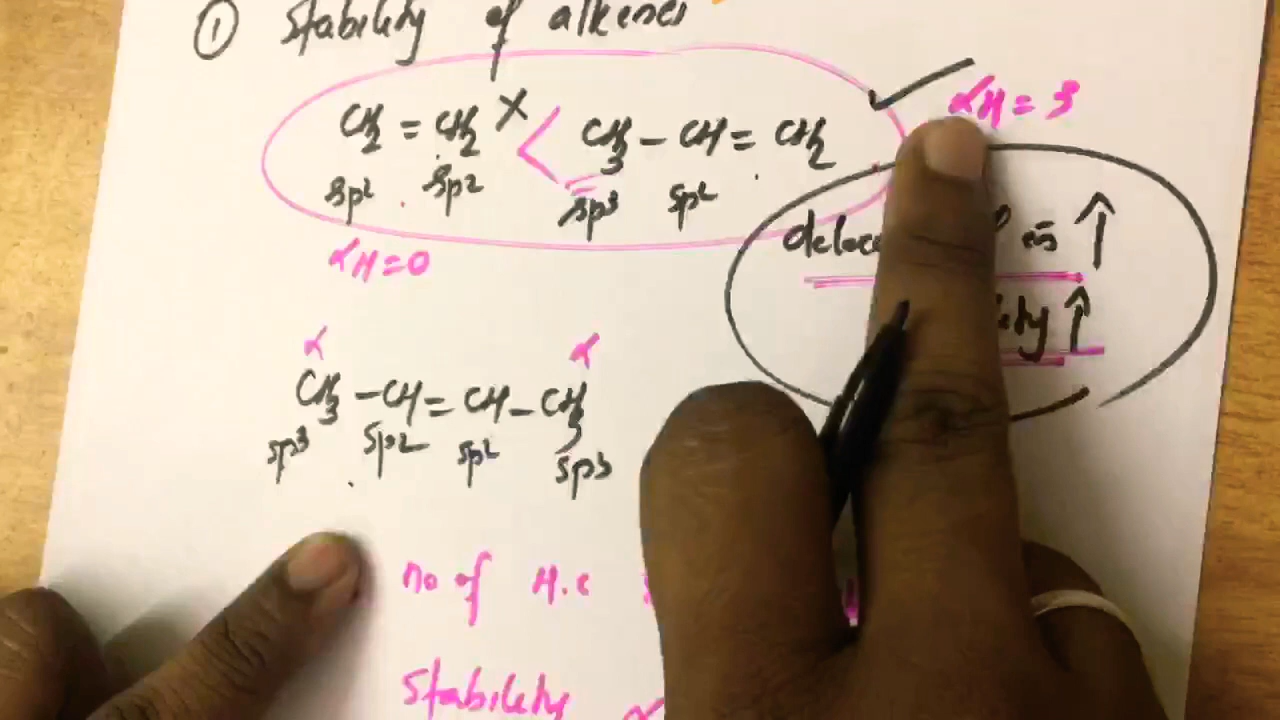 ① Stability of alkenes
CH2 = CH2 X < CH3 - CH = CH2 ✓ αH = 3
sp2 sp2 sp3 sp2
αH = 0
is ↑
↑
α α
CH3 - CH = CH - CH3
sp3 sp2 sp2 sp3
no of H.C
Stability α